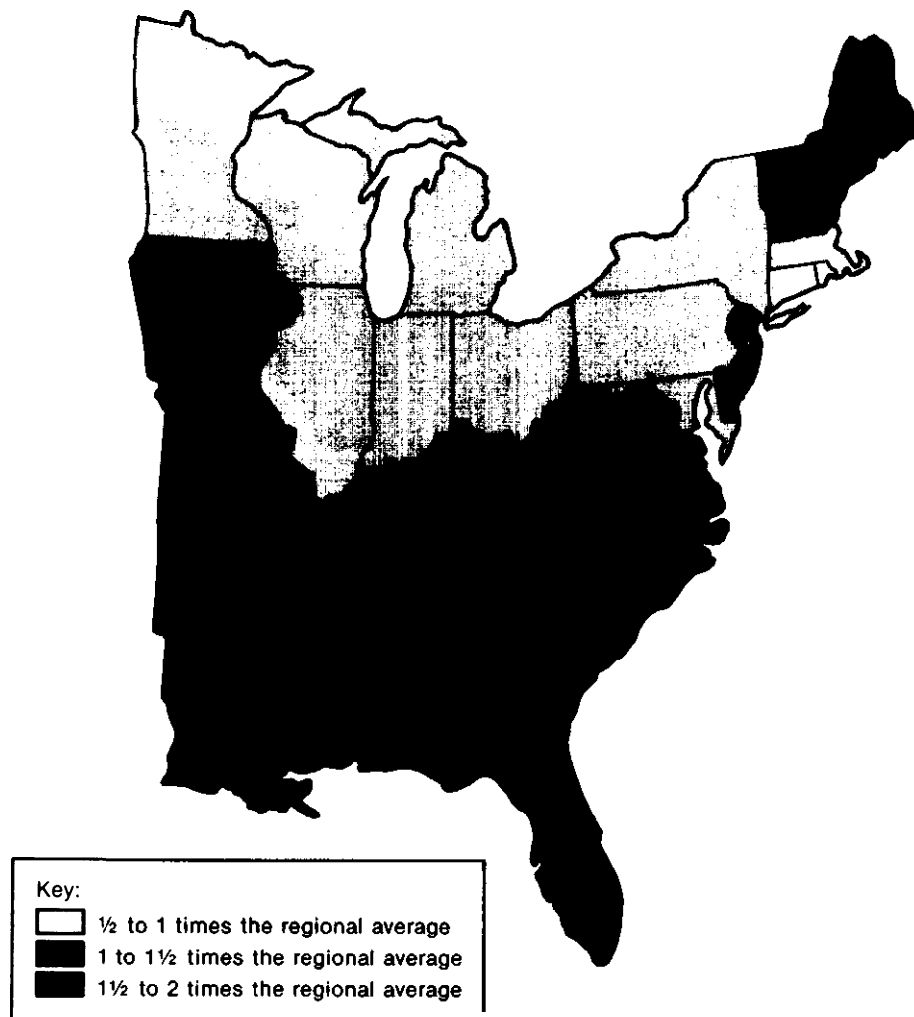 Key:
½ to 1 times the regional average
1 to 1½ times the regional average
1½ to 2 times the regional average